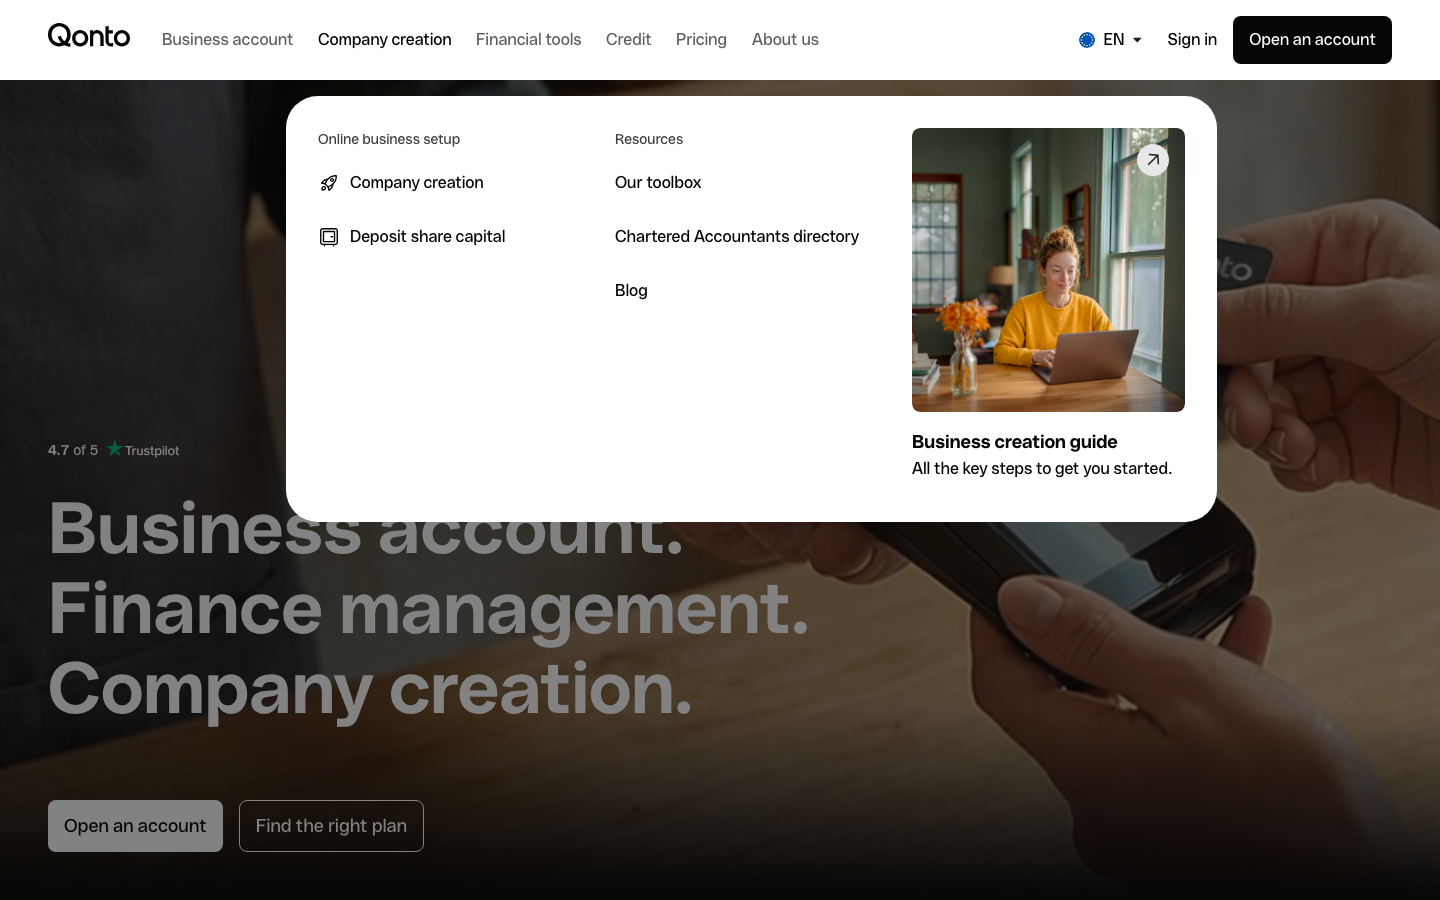 Qonto
Business account
Company creation
Financial tools
Credit
Pricing
About us
EN
Sign in
Open an account
Online business setup
Company creation
Deposit share capital
Resources
Our toolbox
Chartered Accountants directory
Blog
Business creation guide
All the key steps to get you started.
4.7 of 5 Trustpilot
Business account.
Finance management.
Company creation.
Open an account
Find the right plan